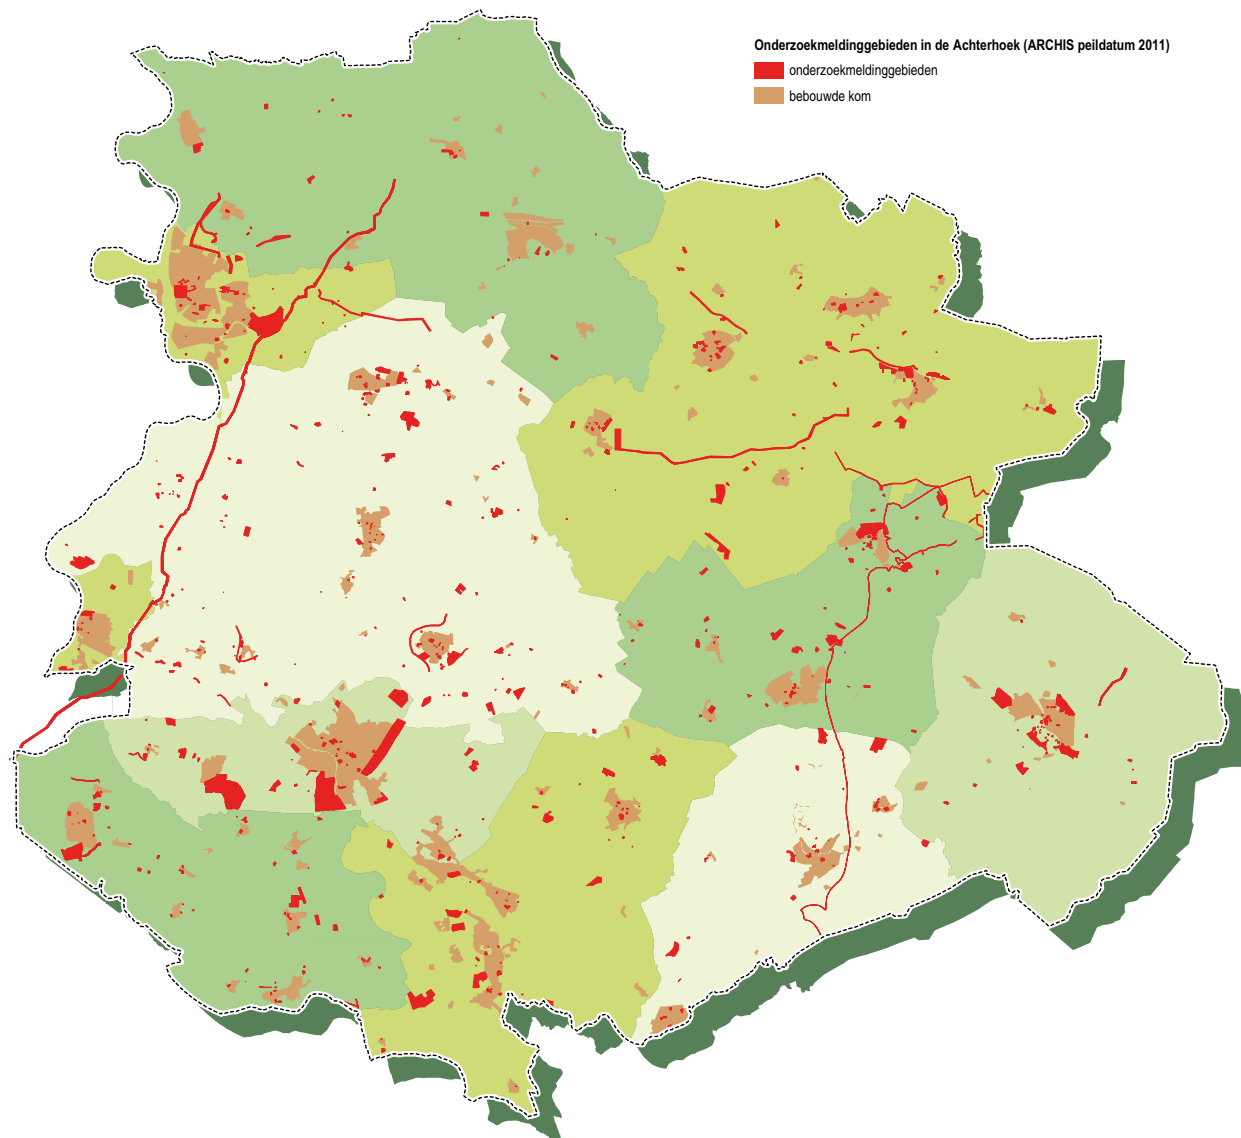 Onderzoekmeldinggebieden in de Achterhoek (ARCHIS peildatum 2011)
onderzoekmeldinggebieden
bebouwde kom